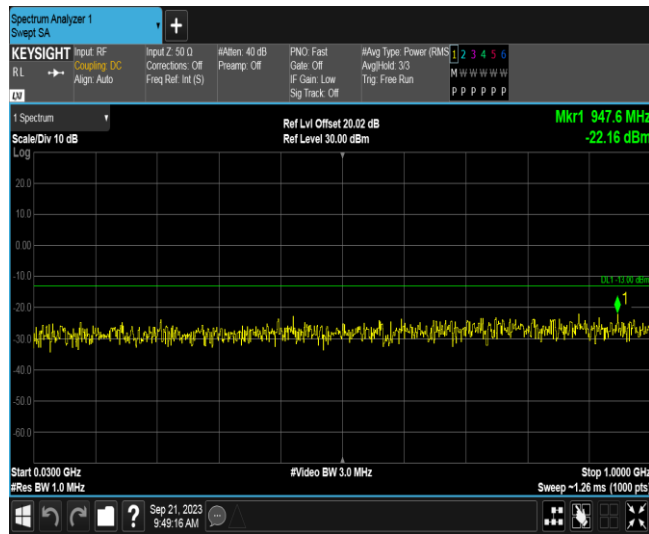 Spectrum Analyzer 1
Swept SA
+
KEYSIGHT
RL
LXI
Input: RF
Coupling: DC
Align: Auto
Input Z: 50 Ω
Corrections: Off
Freq Ref: Int (S)
#Atten: 40 dB
Preamp: Off
PNO: Fast
Gate: Off
IF Gain: Low
Sig Track: Off
#Avg Type: Power (RMS
Avg|Hold: 3/3
Trig: Free Run
1 2 3 4 5 6
M W W W W W
P P P P P P
1 Spectrum
Scale/Div 10 dB
Ref Lvl Offset 20.02 dB
Ref Level 30.00 dBm
Mkr1 947.6 MHz
-22.16 dBm
Log
20.0
10.0
0.00
-10.0
DL1 -13.00 dBm
1
-20.0
-30.0
-40.0
-50.0
-60.0
Start 0.0300 GHz
#Res BW 1.0 MHz
#Video BW 3.0 MHz
Stop 1.0000 GHz
Sweep ~1.26 ms (1000 pts
?
Sep 21, 2023
9:49:16 AM